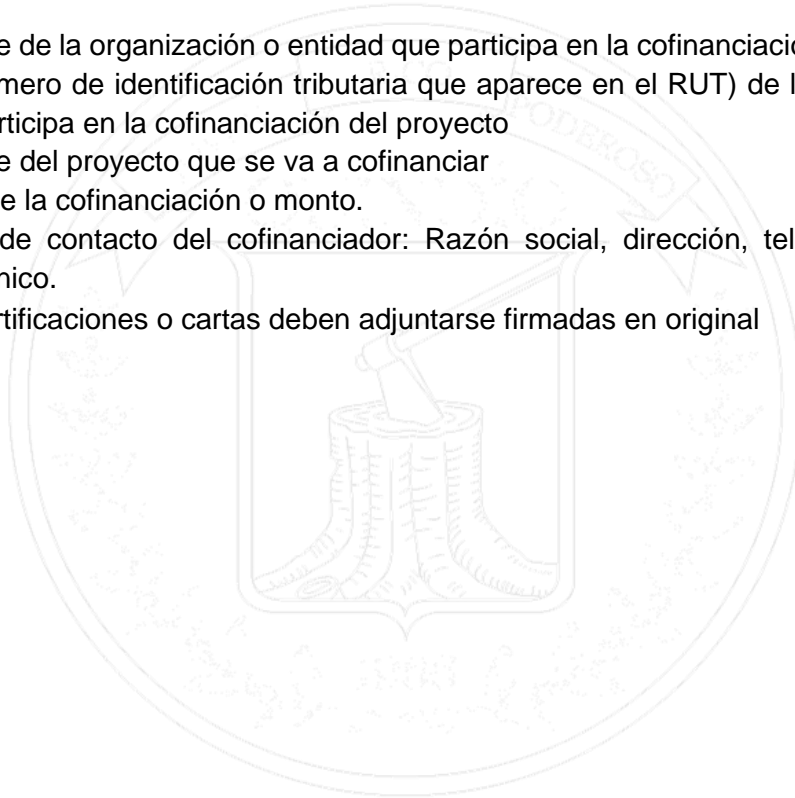 e de la organización o entidad que participa en la cofinanciació
mero de identificación tributaria que aparece en el RUT) de l
rticipa en la cofinanciación del proyecto
e del proyecto que se va a cofinanciar
e la cofinanciación o monto.
de contacto del cofinanciador: Razón social, dirección, tel
nico.
rtificaciones o cartas deben adjuntarse firmadas en original
PODEROSO